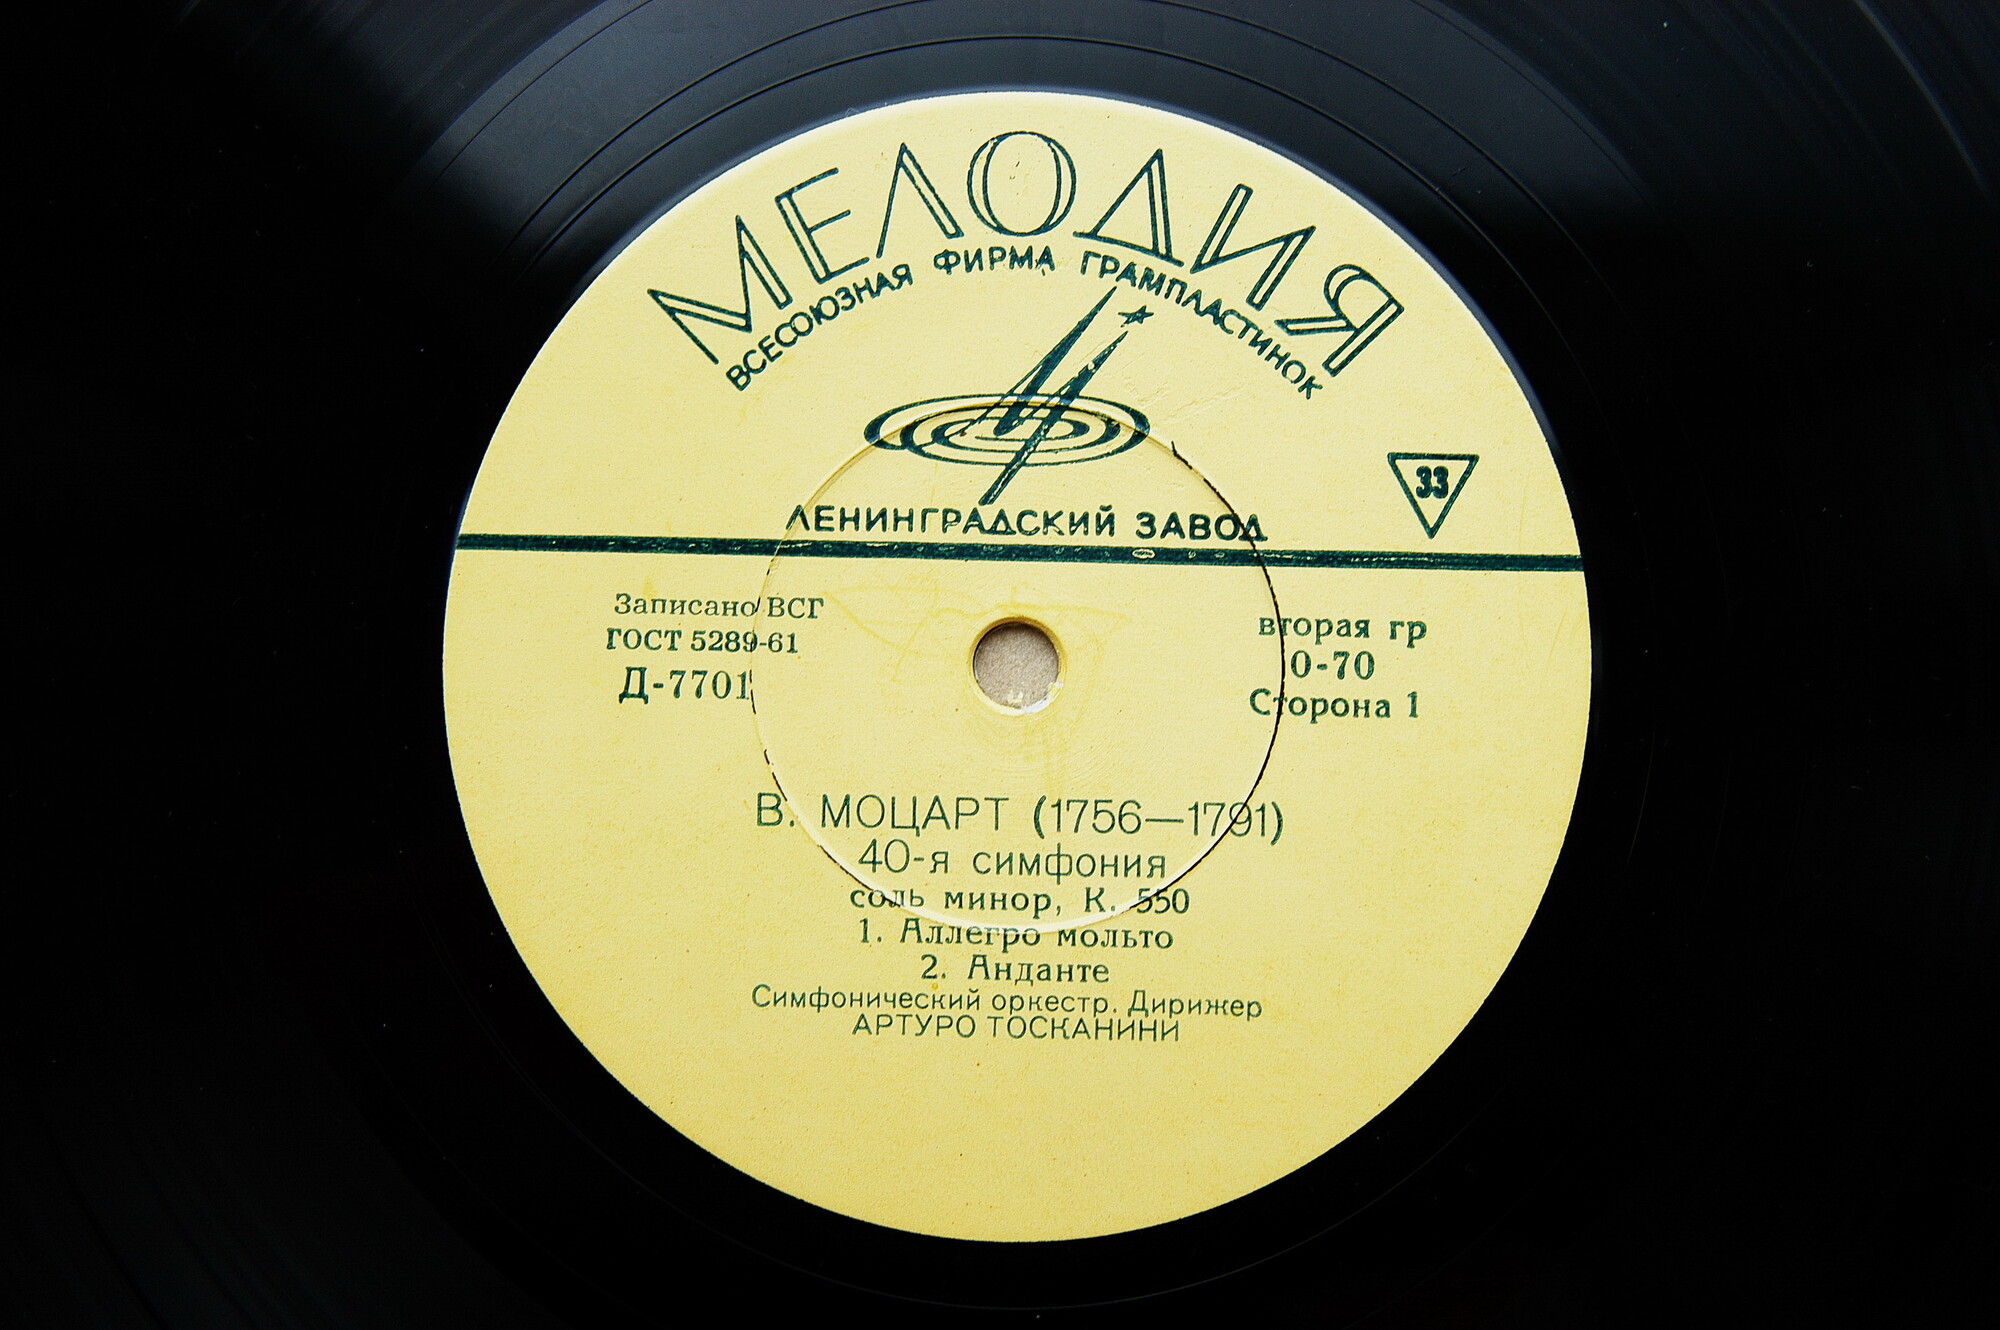 МЕЛОДИЯ
ВСЕСОЮЗНАЯ ФИРМА ГРАМПЛАСТИНОК
33
ЛЕНИНГРАДСКИЙ ЗАВОД
Записано ВСГ
ГОСТ 5289-61
Д-7701
вторая гр
0-70
Сторона 1
В. МОЦАРТ (1756—1791)
40-я симфония
соль минор, К. 550
1. Аллегро мольто
2. Анданте
Симфонический оркестр. Дирижер
АРТУРО ТОСКАНИНИ